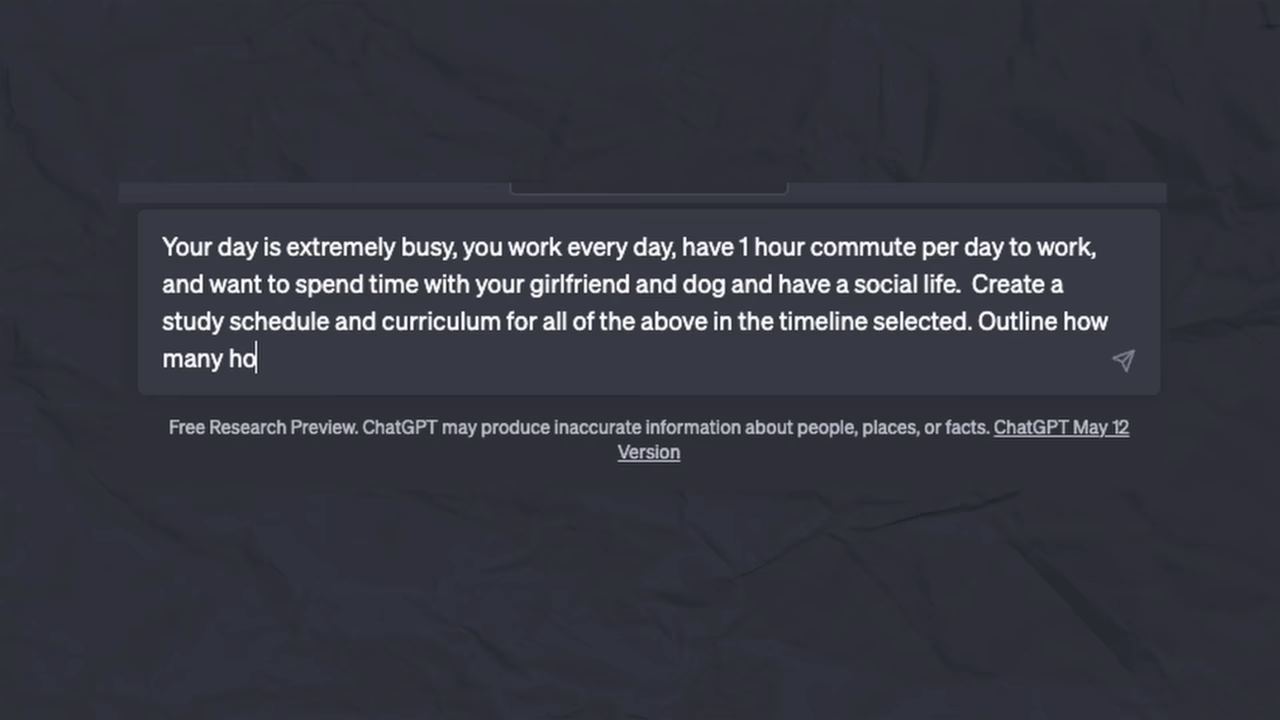 Your day is extremely busy, you work every day, have 1 hour commute per day to work,
and want to spend time with your girlfriend and dog and have a social life.  Create a
study schedule and curriculum for all of the above in the timeline selected. Outline how
many ho
Free Research Preview. ChatGPT may produce inaccurate information about people, places, or facts. ChatGPT May 12
Version